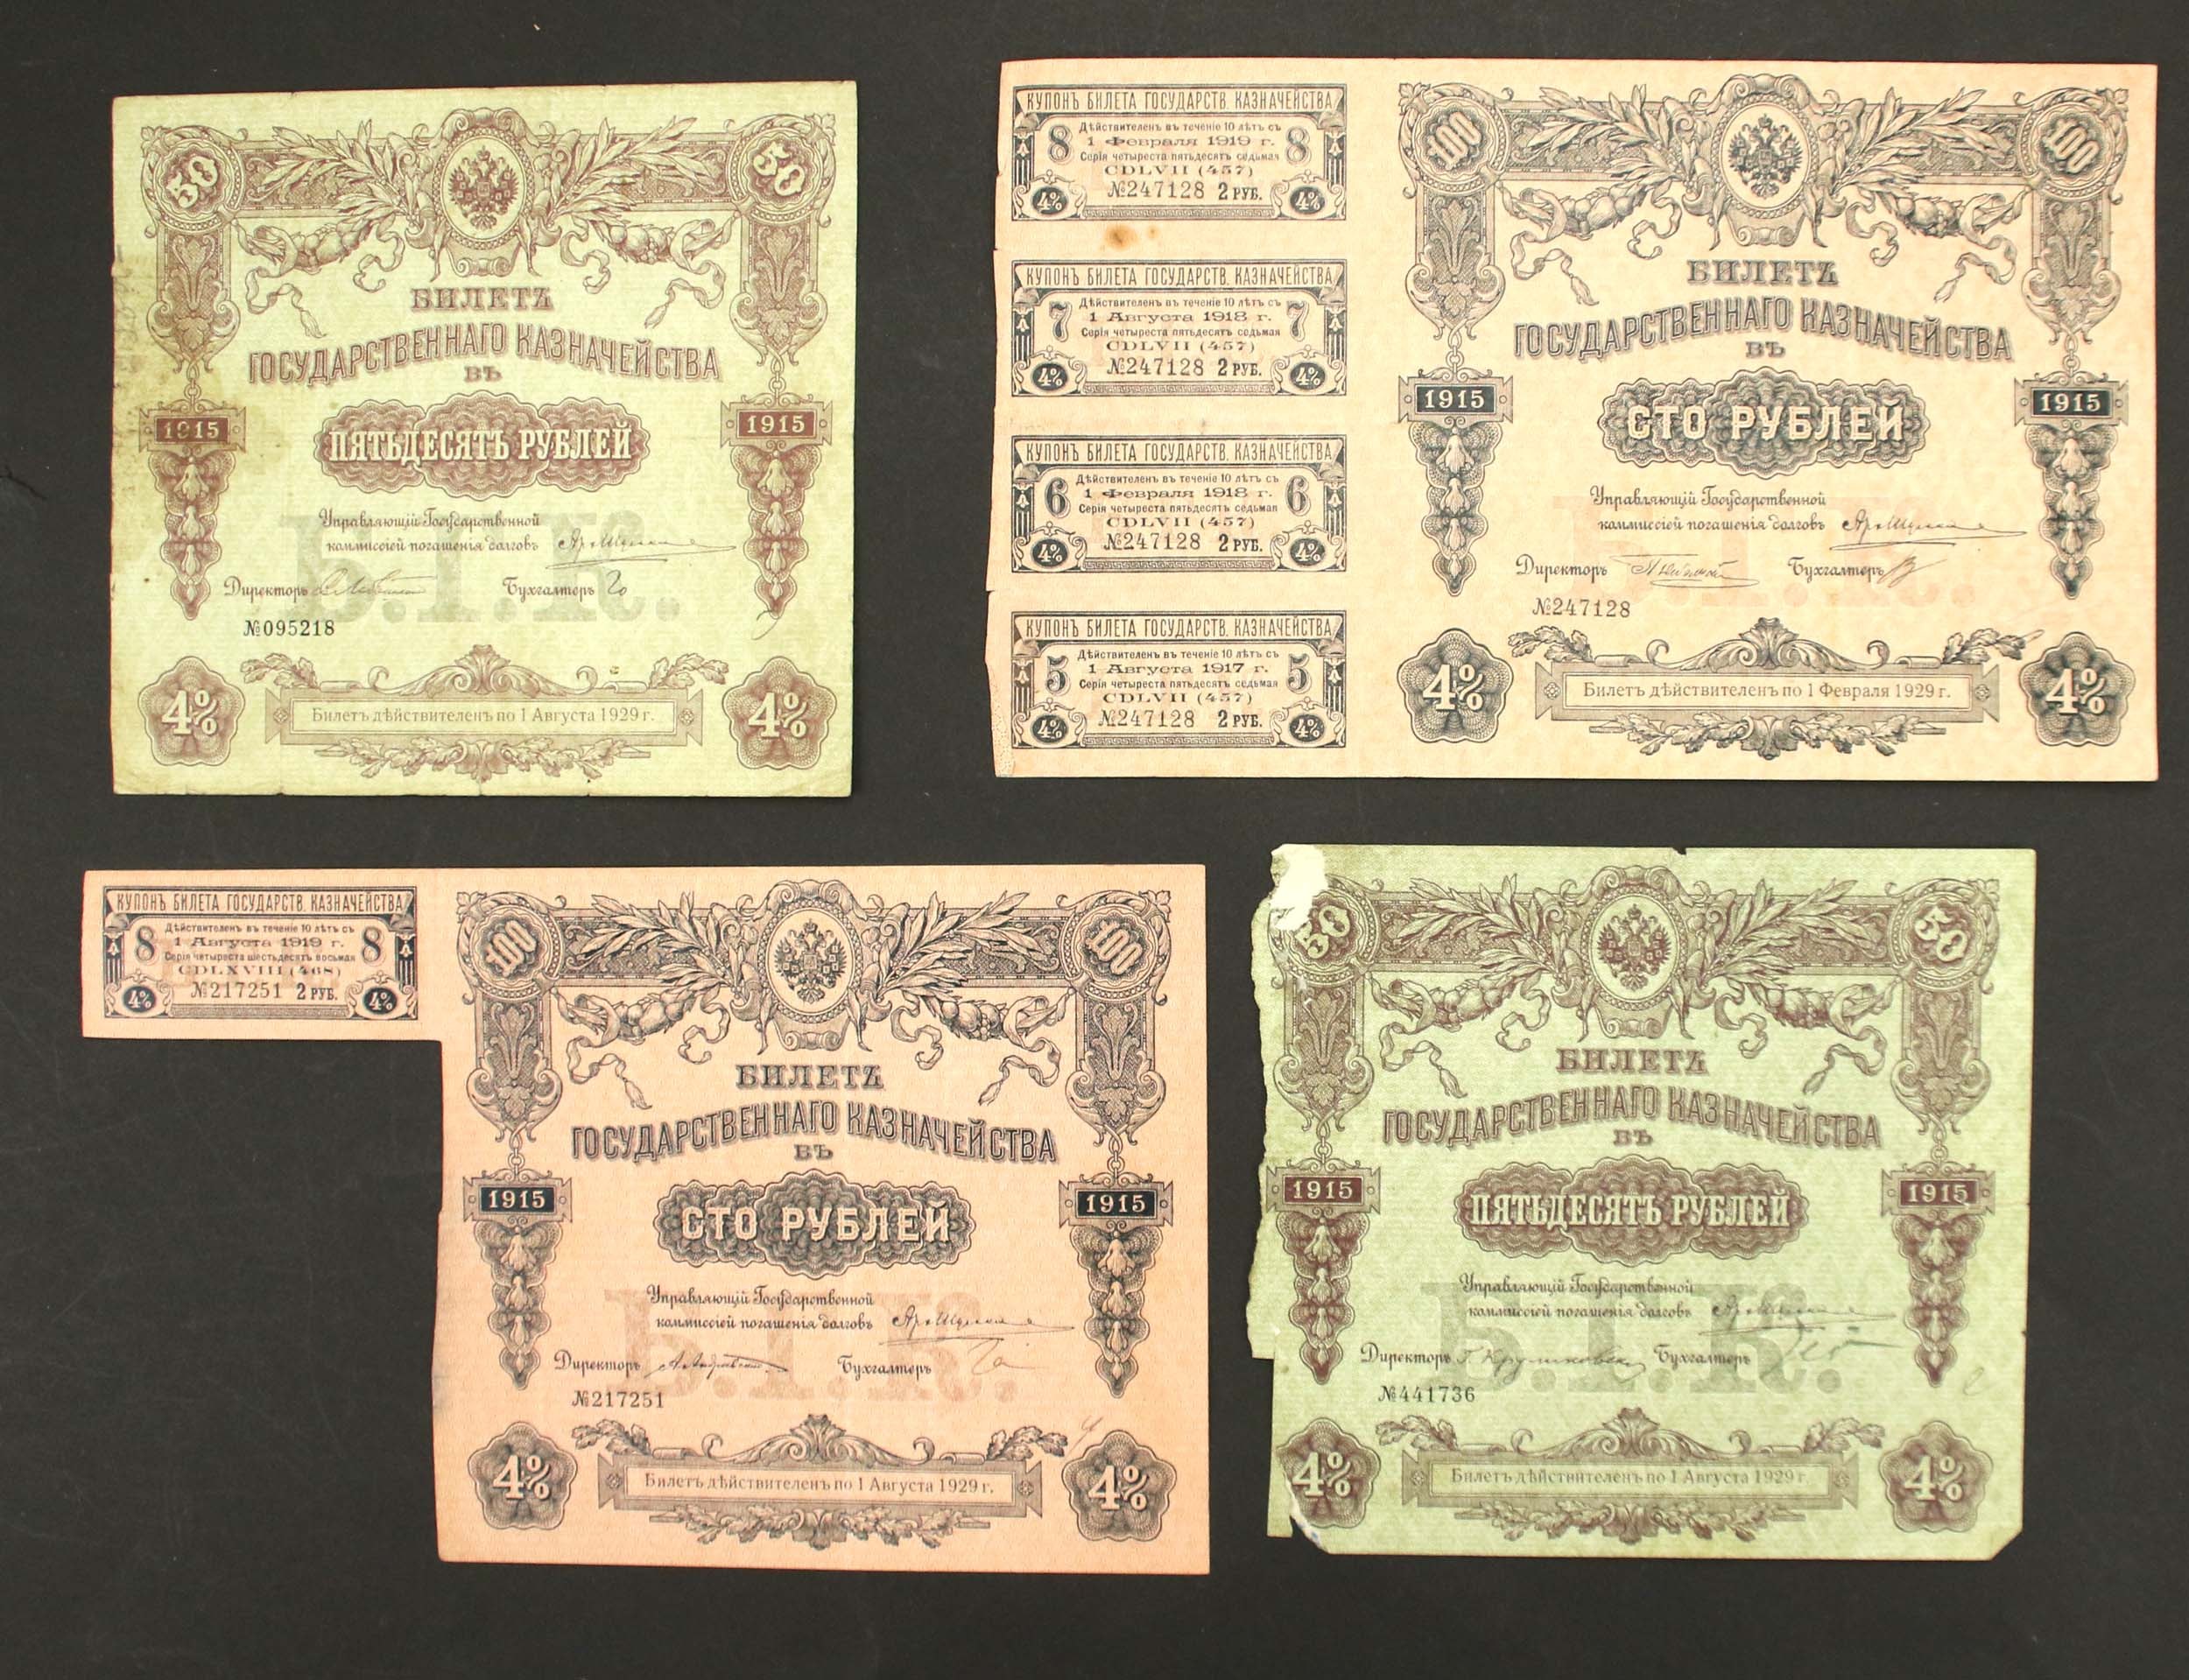 50
50
БИЛЕТЪ
ГОСУДАРСТВЕННАГО КАЗНАЧЕЙСТВА
ВЪ
1915
ПЯТЬДЕСЯТЪ РУБЛЕЙ
1915
Б.Г.К.
Управляющій Государственной
коммиссіей погашенія долговъ
Директоръ
Бухгалтеръ
№095218
4%
Билетъ дѣйствителенъ по 1 Августа 1929 г.
4%
КУПОНЪ БИЛЕТА ГОСУДАРСТВ. КАЗНАЧЕЙСТВА
Дѣйствителенъ въ теченіе 10 лѣтъ съ
8 1 Февраля 1919 г. 8
Серія четыреста пятьдесятъ седьмая
CDLVII (457)
№247128 2 РУБ.
4% 4%
КУПОНЪ БИЛЕТА ГОСУДАРСТВ. КАЗНАЧЕЙСТВА
Дѣйствителенъ въ теченіе 10 лѣтъ съ
7 1 Августа 1918 г. 7
Серія четыреста пятьдесятъ седьмая
CDLVII (457)
№247128 2 РУБ.
4% 4%
КУПОНЪ БИЛЕТА ГОСУДАРСТВ. КАЗНАЧЕЙСТВА
Дѣйствителенъ въ теченіе 10 лѣтъ съ
6 1 Февраля 1918 г. 6
Серія четыреста пятьдесятъ седьмая
CDLVII (457)
№247128 2 РУБ.
4% 4%
КУПОНЪ БИЛЕТА ГОСУДАРСТВ. КАЗНАЧЕЙСТВА
Дѣйствителенъ въ теченіе 10 лѣтъ съ
5 1 Августа 1917 г. 5
Серія четыреста пятьдесятъ седьмая
CDLVII (457)
№247128 2 РУБ.
4% 4%
100
100
БИЛЕТЪ
ГОСУДАРСТВЕННАГО КАЗНАЧЕЙСТВА
ВЪ
1915
СТО РУБЛЕЙ
1915
Б.Г.К.
Управляющій Государственной
коммиссіей погашенія долговъ
Директоръ
Бухгалтеръ
№247128
4%
Билетъ дѣйствителенъ по 1 Февраля 1929 г.
4%
КУПОНЪ БИЛЕТА ГОСУДАРСТВ. КАЗНАЧЕЙСТВА
Дѣйствителенъ въ теченіе 10 лѣтъ съ
8 1 Августа 1919 г. 8
Серія четыреста шестьдесятъ восьмая
CDLXVIII (468)
№217251 2 РУБ.
4% 4%
100
100
БИЛЕТЪ
ГОСУДАРСТВЕННАГО КАЗНАЧЕЙСТВА
ВЪ
1915
СТО РУБЛЕЙ
1915
Б.Г.К.
Управляющій Государственной
коммиссіей погашенія долговъ
Директоръ
Бухгалтеръ
№217251
4%
Билетъ дѣйствителенъ по 1 Августа 1929 г.
4%
50
50
БИЛЕТЪ
ГОСУДАРСТВЕННАГО КАЗНАЧЕЙСТВА
ВЪ
1915
ПЯТЬДЕСЯТЪ РУБЛЕЙ
1915
Б.Г.К.
Управляющій Государственной
коммиссіей погашенія долговъ
Директоръ
Бухгалтеръ
№441736
4%
Билетъ дѣйствителенъ по 1 Августа 1929 г.
4%